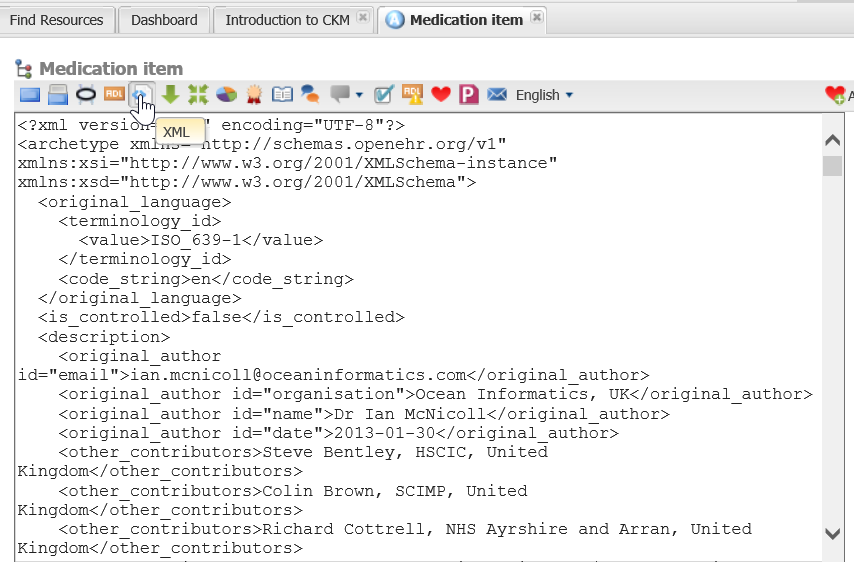 Find Resources
Dashboard
Introduction to CKM
Medication item
Medication item
ADL
ADL
P
English
A
<?xml version= " encoding="UTF-8"?>
XML
<archetype xmlns="http://schemas.openehr.org/v1"
xmlns:xsi="http://www.w3.org/2001/XMLSchema-instance"
xmlns:xsd="http://www.w3.org/2001/XMLSchema">
<original_language>
<terminology_id>
<value>ISO_639-1</value>
</terminology_id>
<code_string>en</code_string>
</original_language>
<is_controlled>false</is_controlled>
<description>
<original_author
id="email">ian.mcnicoll@oceaninformatics.com</original_author>
<original_author id="organisation">Ocean Informatics, UK</original_author>
<original_author id="name">Dr Ian McNicoll</original_author>
<original_author id="date">2013-01-30</original_author>
<other_contributors>Steve Bentley, HSCIC, United
Kingdom</other_contributors>
<other_contributors>Colin Brown, SCIMP, United
Kingdom</other_contributors>
<other_contributors>Richard Cottrell, NHS Ayrshire and Arran, United
Kingdom</other_contributors>